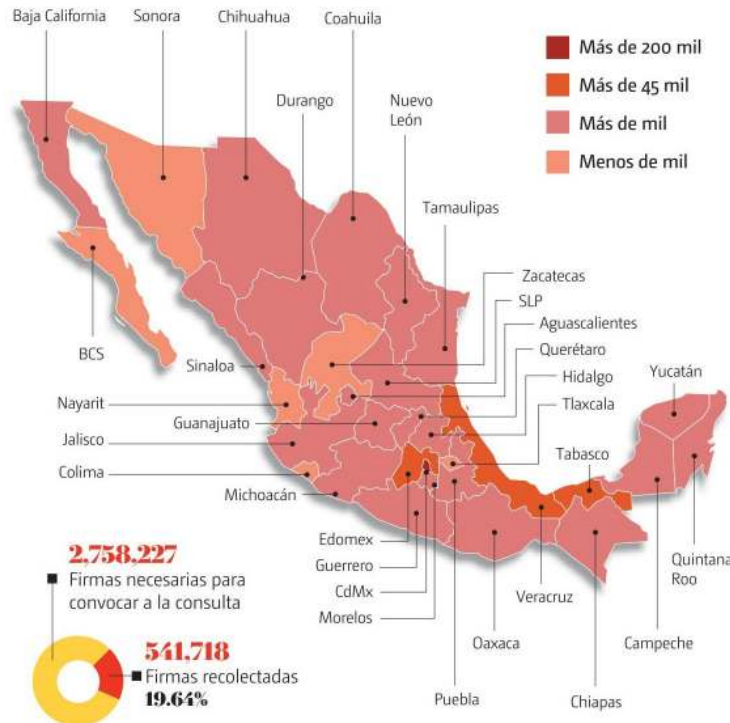 Baja California
Sonora
Chihuahua
Coahuila
Más de 200 mil
Más de 45 mil
Más de mil
Menos de mil
Durango
Nuevo
León
Tamaulipas
Zacatecas
SLP
Aguascalientes
Querétaro
Hidalgo
Tlaxcala
Yucatán
Tabasco
BCS
Sinaloa
Nayarit
Guanajuato
Jalisco
Colima
Michoacán
Edomex
Guerrero
CdMx
Morelos
Oaxaca
Puebla
Veracruz
Chiapas
Campeche
Quintana
Roo
2,758,227
Firmas necesarias para
convocar a la consulta
541,718
Firmas recolectadas
19.64%